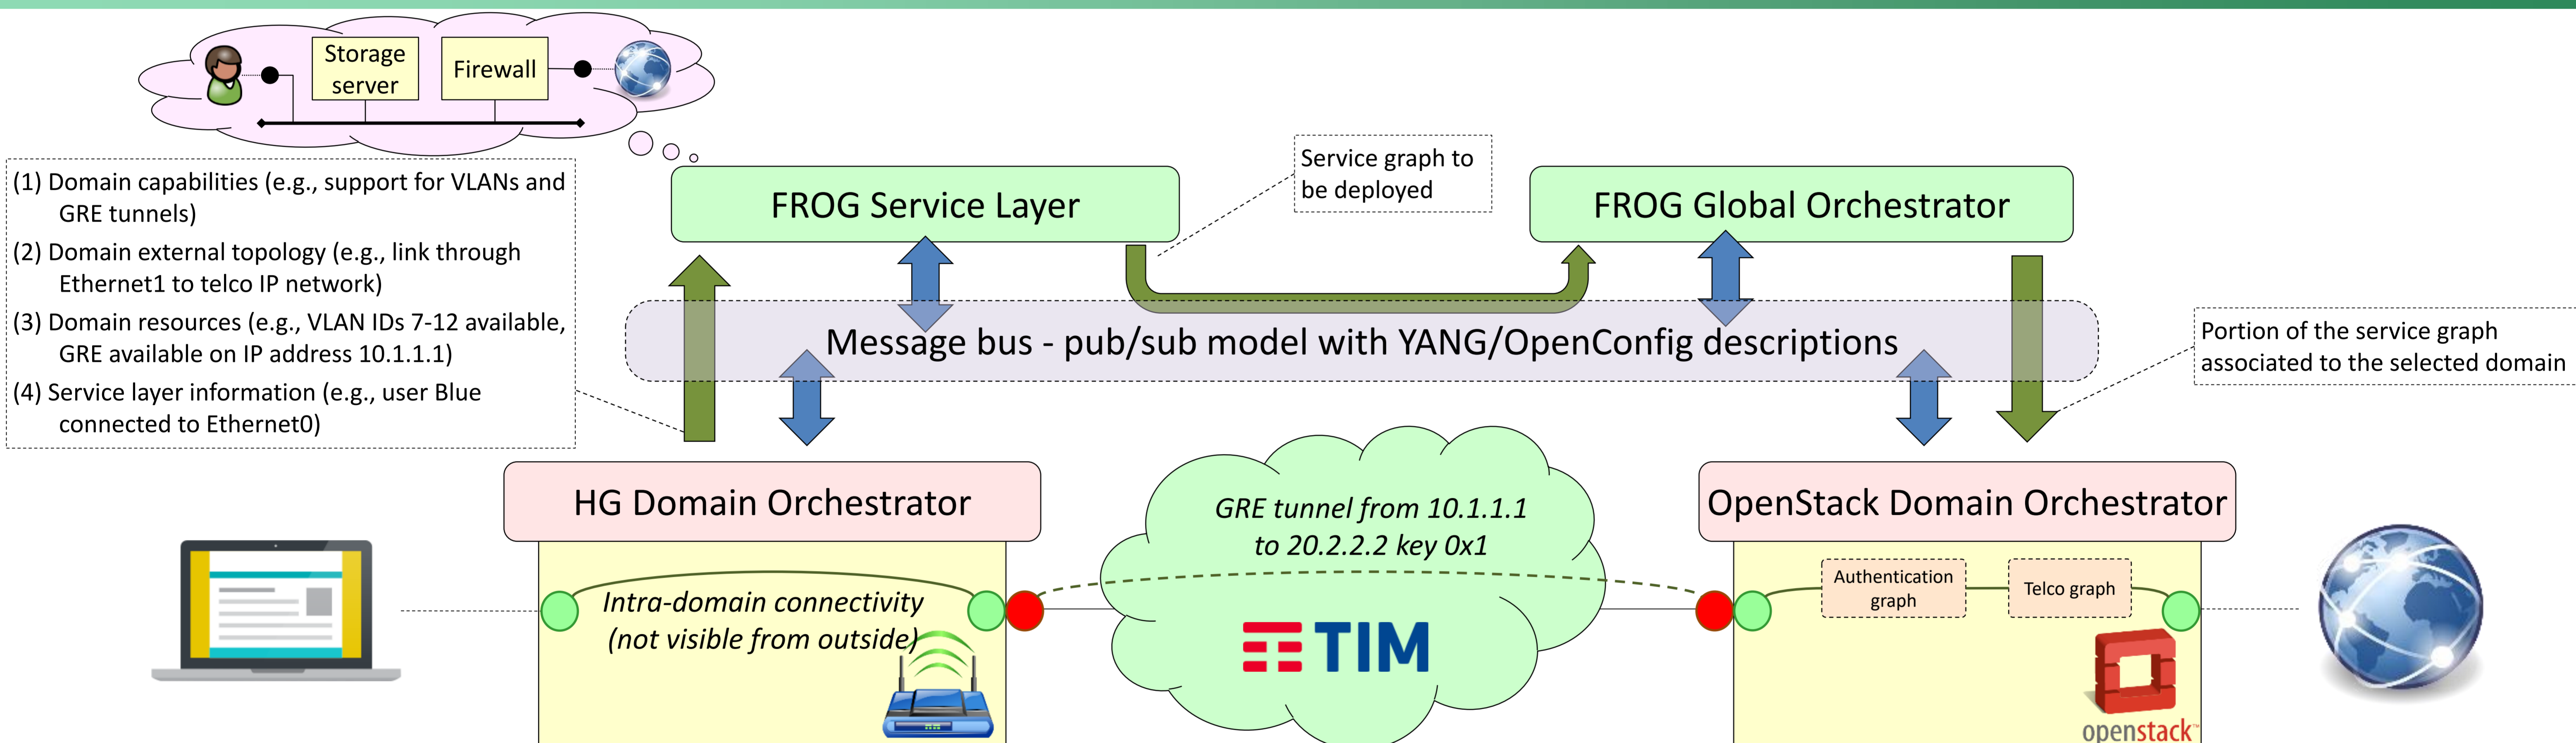 Storage
server
Firewall
(1) Domain capabilities (e.g., support for VLANs and
GRE tunnels)
(2) Domain external topology (e.g., link through
Ethernet1 to telco IP network)
(3) Domain resources (e.g., VLAN IDs 7-12 available,
GRE available on IP address 10.1.1.1)
(4) Service layer information (e.g., user Blue
connected to Ethernet0)
FROG Service Layer
Service graph to
be deployed
FROG Global Orchestrator
Message bus - pub/sub model with YANG/OpenConfig descriptions
Portion of the service graph
associated to the selected domain
HG Domain Orchestrator
GRE tunnel from 10.1.1.1
to 20.2.2.2 key 0x1
OpenStack Domain Orchestrator
Intra-domain connectivity
(not visible from outside)
TIM
Authentication
graph
Telco graph
openstack™